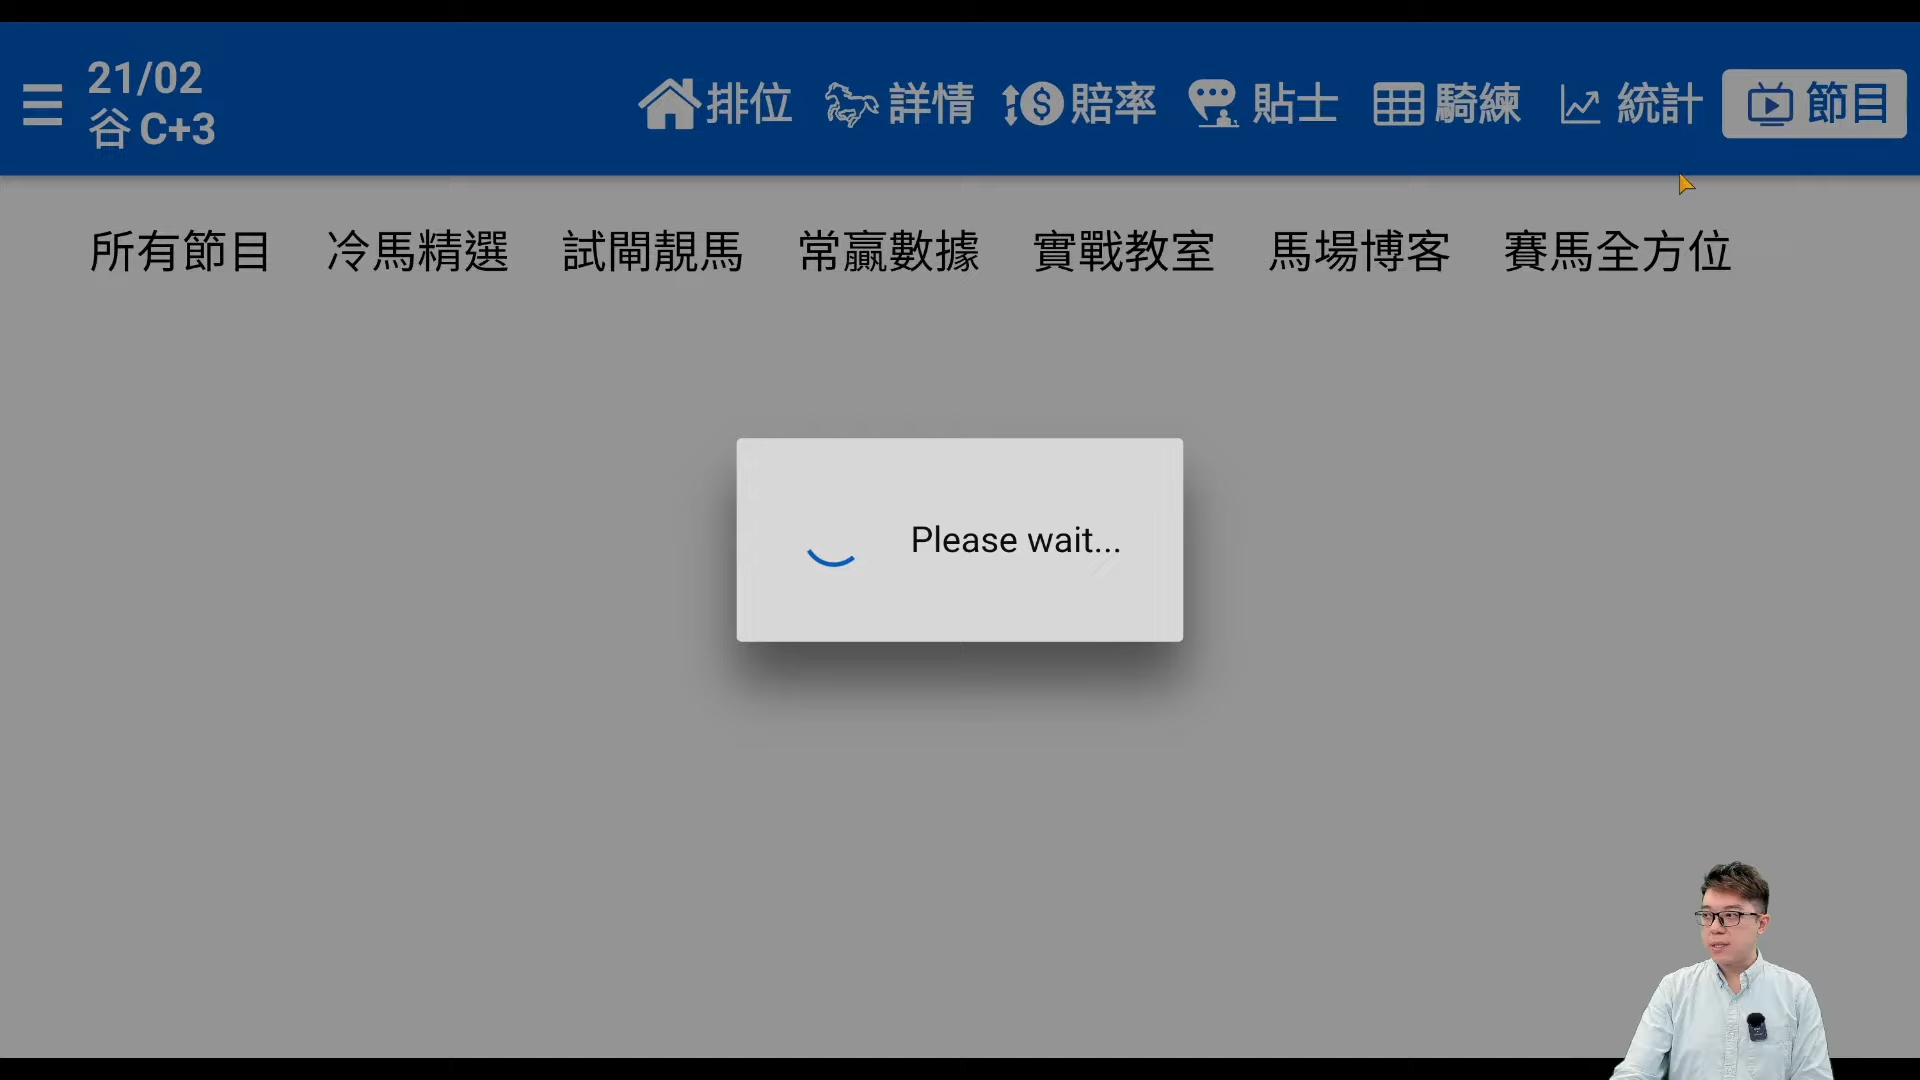 21/02
谷 C+3
排位
詳情
賠率
貼士
騎練
統計
節目
所有節目
冷馬精選
試閘靚馬
常贏數據
實戰教室
馬場博客
賽馬全方位
Please wait...